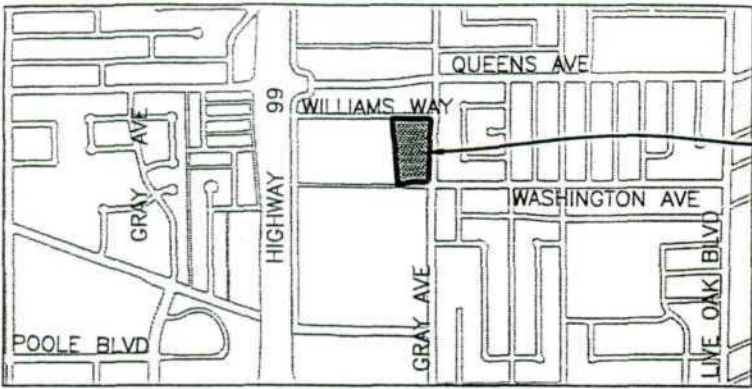 QUEENS AVE
WILLIAMS WAY
99
HIGHWAY
GRAY AVE
WASHINGTON AVE
GRAY AVE
LIVE OAK BLVD
POOLE BLVD